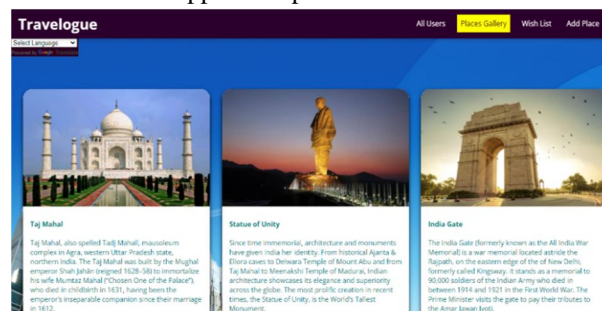 Travelogue
All Users Places Gallery Wish List Add Place
Select Language
Powered by Google Translate
Taj Mahal
Taj Mahal, also spelled Tadj Mahall, mausoleum
complex in Agra, western Uttar Pradesh state,
northern India. The Taj Mahal was built by the Mughal
emperor Shah Jahān (reigned 1628–58) to immortalize
his wife Mumtaz Mahal ("Chosen One of the Palace"),
who died in childbirth in 1631, having been the
emperor's inseparable companion since their marriage
in 1612.
Statue of Unity
Since time immemorial, architecture and monuments
have given India her identity. From historical Ajanta &
Ellora caves to Delwara Temple of Mount Abu and from
Taj Mahal to Meenakshi Temple of Madurai, Indian
architecture showcases its elegance and superiority
across the globe. The most prolific creation in recent
times, the Statue of Unity, is the World's Tallest
Monument.
India Gate
The India Gate (formerly known as the All India War
Memorial) is a war memorial located astride the
Rajpath, on the eastern edge of the of New Delhi,
formerly called Kingsway. It stands as a memorial to
90,000 soldiers of the Indian Army who died in
between 1914 and 1921 in the First World War. The
Prime Minister visits the gate to pay their tributes to
the Amar Jawan Jyoti.